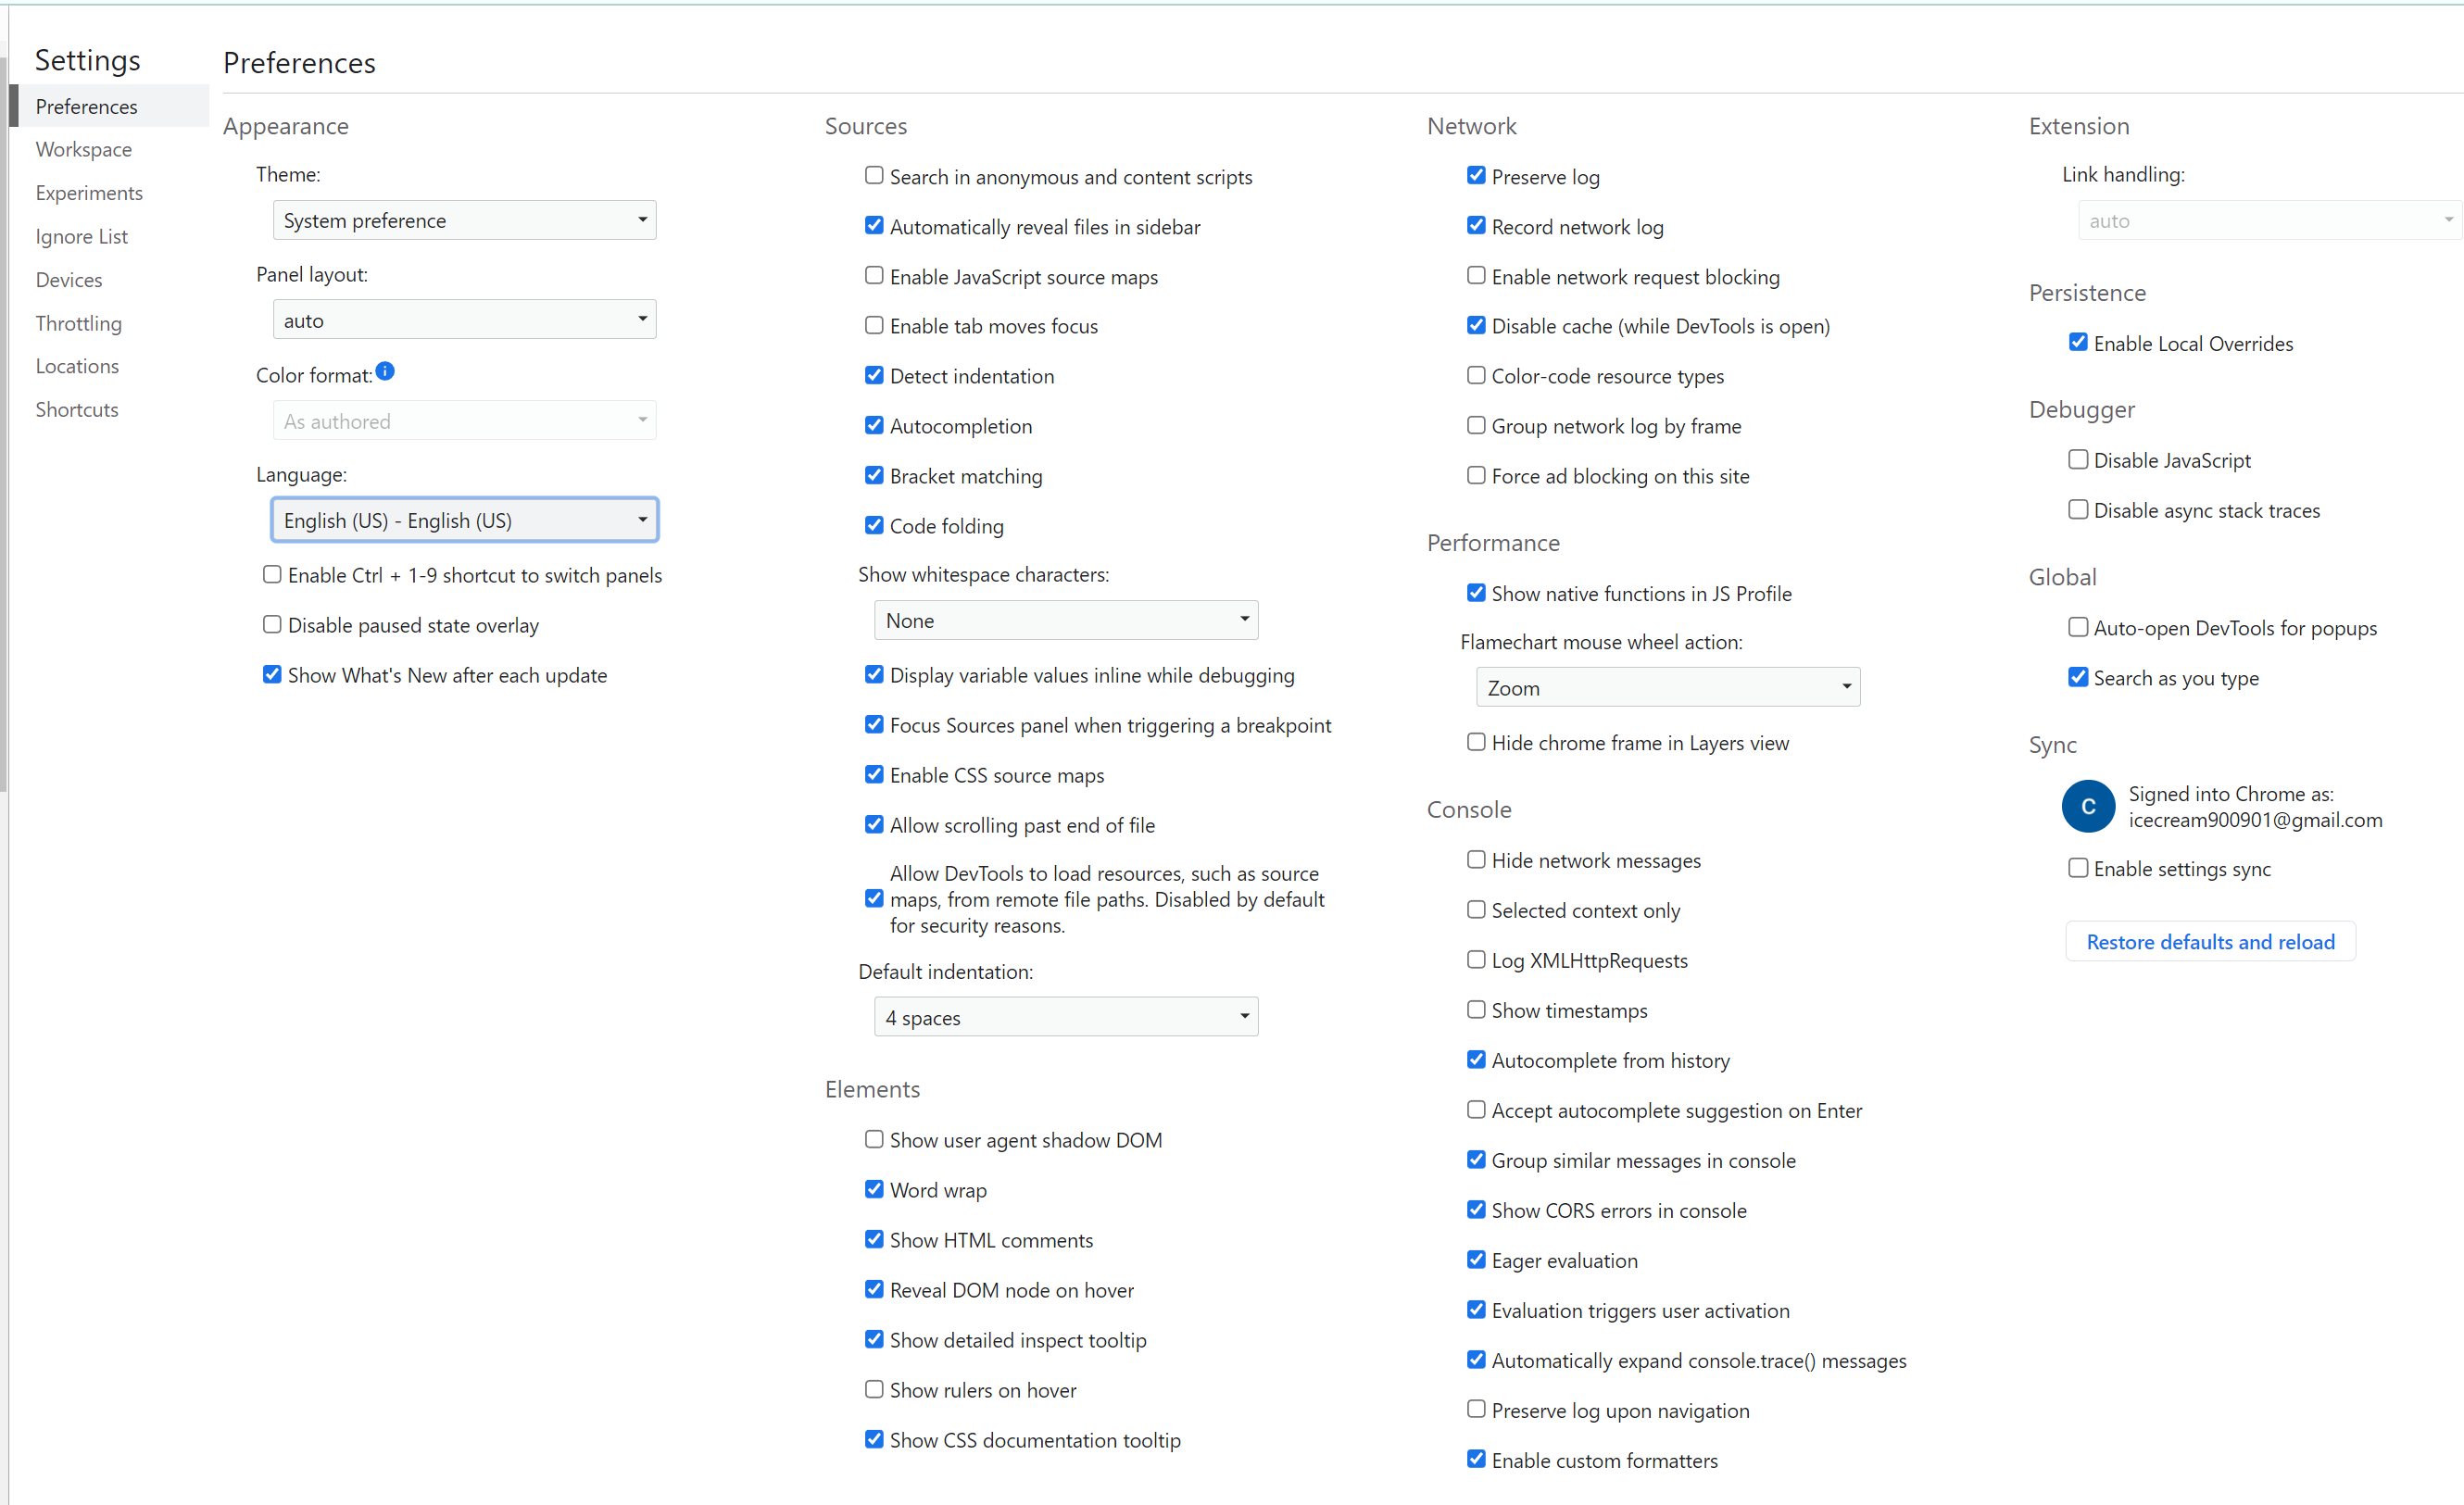 Settings
Preferences
Workspace
Experiments
Ignore List
Devices
Throttling
Locations
Shortcuts
Preferences
Appearance
Theme:
System preference
Panel layout:
auto
Color format:
As authored
Language:
English (US) - English (US)
Enable Ctrl + 1-9 shortcut to switch panels
Disable paused state overlay
Show What's New after each update
Sources
Search in anonymous and content scripts
Automatically reveal files in sidebar
Enable JavaScript source maps
Enable tab moves focus
Detect indentation
Autocompletion
Bracket matching
Code folding
Show whitespace characters:
None
Display variable values inline while debugging
Focus Sources panel when triggering a breakpoint
Enable CSS source maps
Allow scrolling past end of file
Allow DevTools to load resources, such as source
maps, from remote file paths. Disabled by default
for security reasons.
Default indentation:
4 spaces
Elements
Show user agent shadow DOM
Word wrap
Show HTML comments
Reveal DOM node on hover
Show detailed inspect tooltip
Show rulers on hover
Show CSS documentation tooltip
Network
Preserve log
Record network log
Enable network request blocking
Disable cache (while DevTools is open)
Color-code resource types
Group network log by frame
Force ad blocking on this site
Performance
Show native functions in JS Profile
Flamechart mouse wheel action:
Zoom
Hide chrome frame in Layers view
Console
Hide network messages
Selected context only
Log XMLHttpRequests
Show timestamps
Autocomplete from history
Accept autocomplete suggestion on Enter
Group similar messages in console
Show CORS errors in console
Eager evaluation
Evaluation triggers user activation
Automatically expand console.trace() messages
Preserve log upon navigation
Enable custom formatters
Extension
Link handling:
auto
Persistence
Enable Local Overrides
Debugger
Disable JavaScript
Disable async stack traces
Global
Auto-open DevTools for popups
Search as you type
Sync
C
Signed into Chrome as:
icecream900901@gmail.com
Enable settings sync
Restore defaults and reload